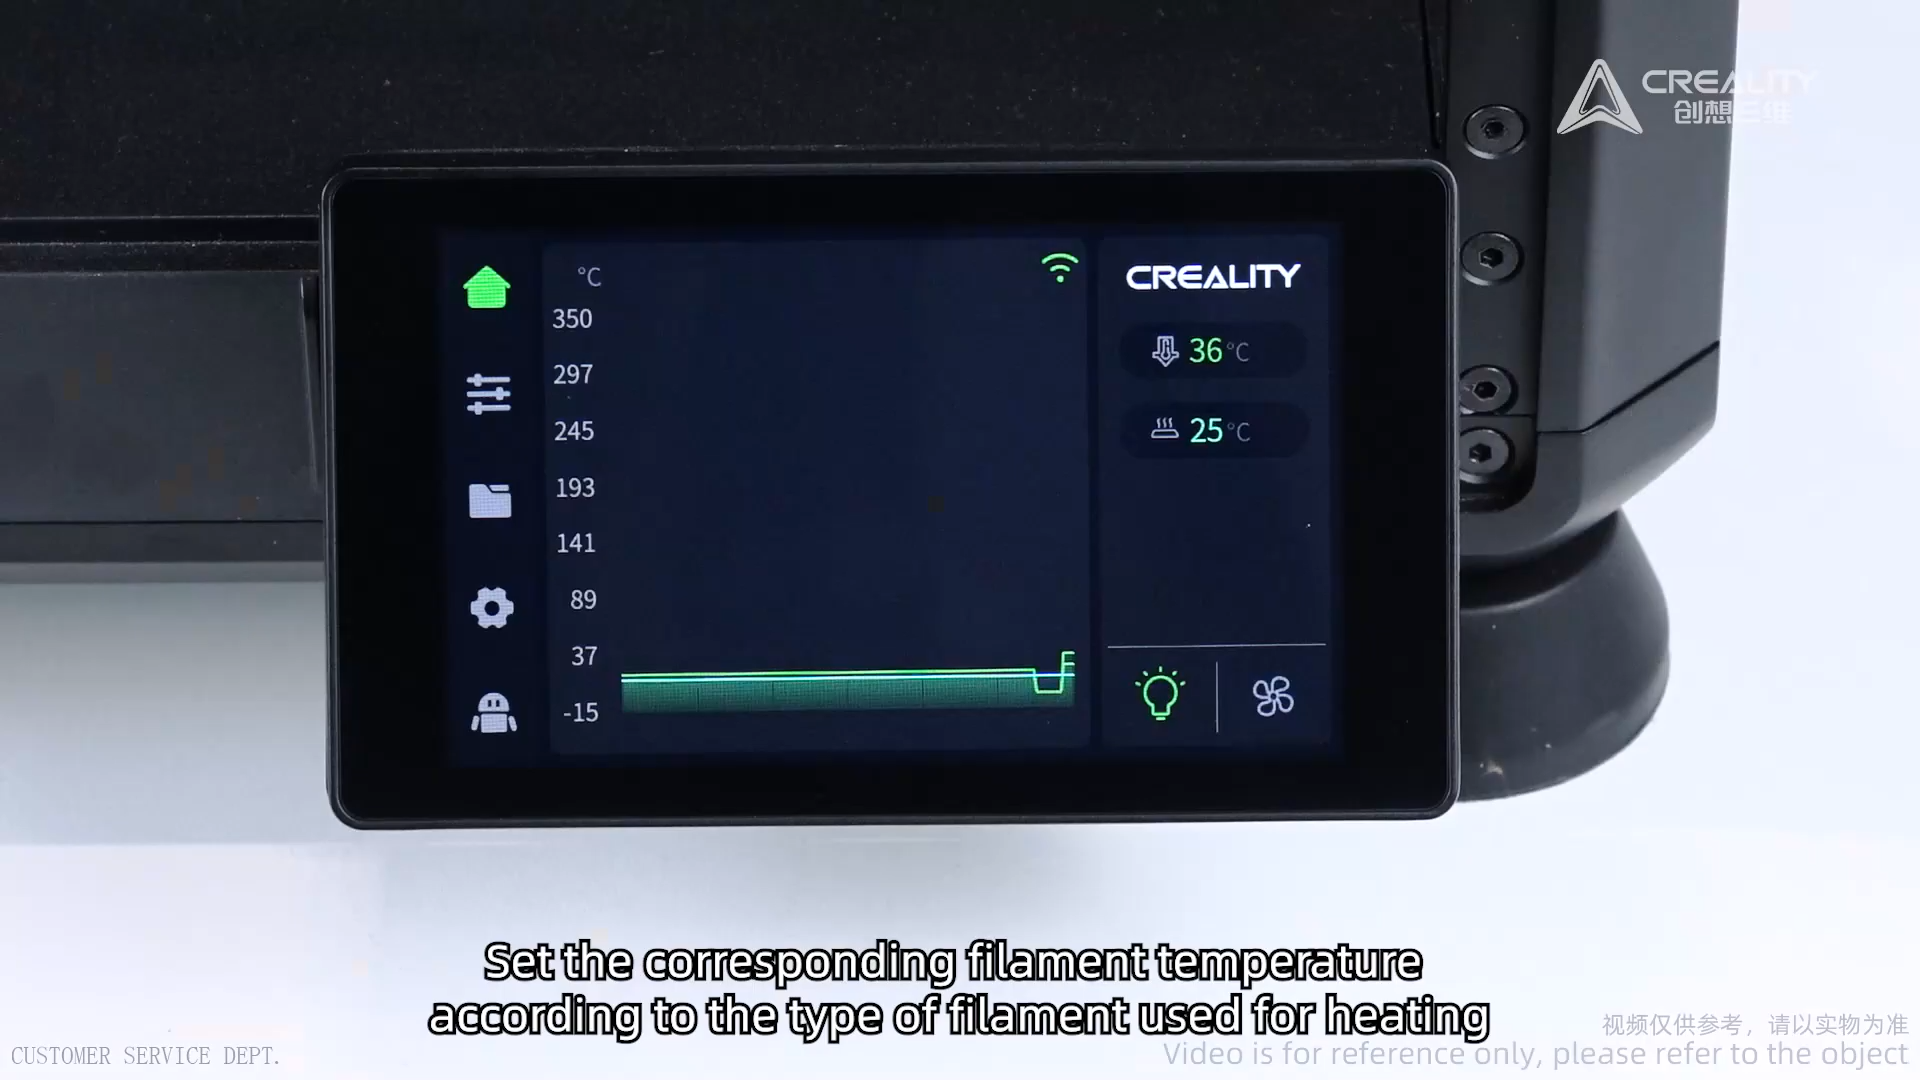 CREALITY
创想三维
°C
350
297
245
193
141
89
37
-15
CREALITY
36°C
25°C
Set the corresponding filament temperature
according to the type of filament used for heating
视频仅供参考，请以实物为准
CUSTOMER SERVICE DEPT.
Video is for reference only, please refer to the object